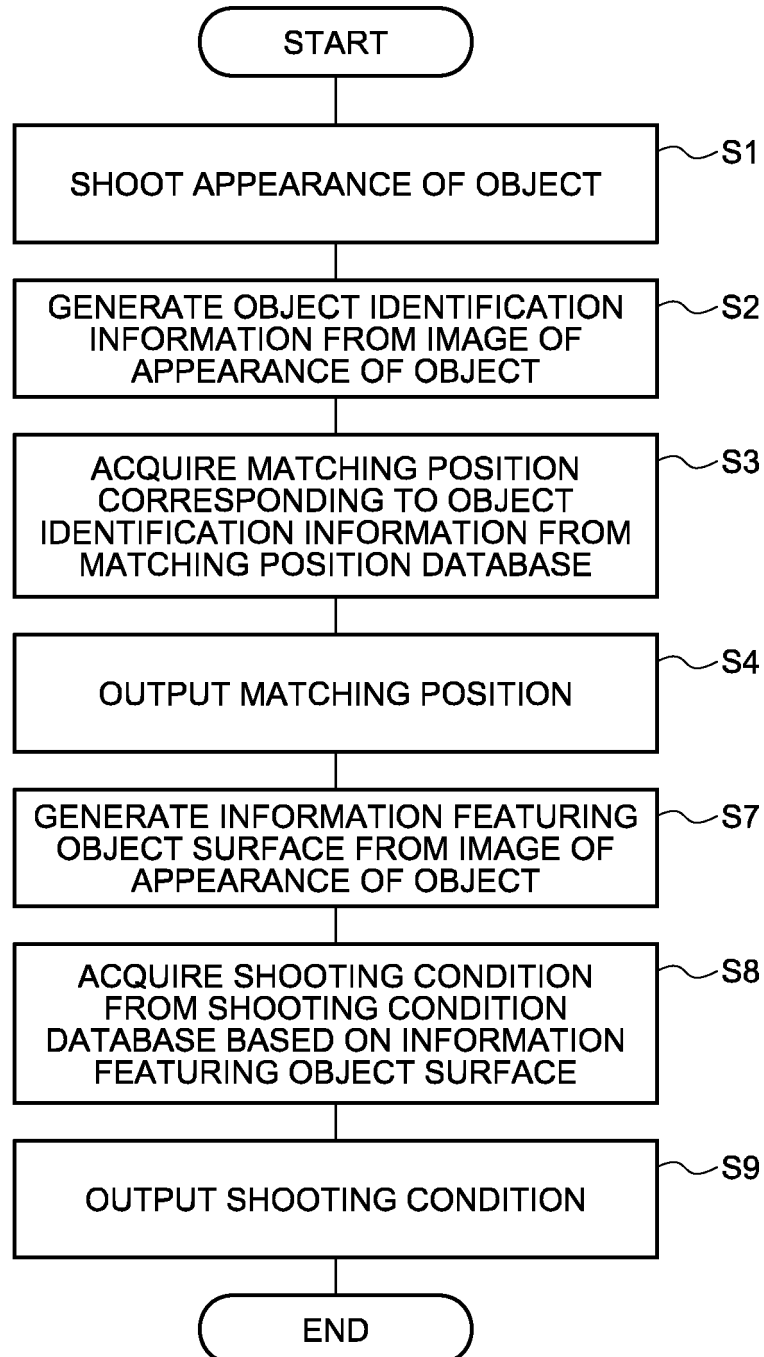 START
SHOOT APPEARANCE OF OBJECT
S1
GENERATE OBJECT IDENTIFICATION
INFORMATION FROM IMAGE OF
APPEARANCE OF OBJECT
S2
ACQUIRE MATCHING POSITION
CORRESPONDING TO OBJECT
IDENTIFICATION INFORMATION FROM
MATCHING POSITION DATABASE
S3
OUTPUT MATCHING POSITION
S4
GENERATE INFORMATION FEATURING
OBJECT SURFACE FROM IMAGE OF
APPEARANCE OF OBJECT
S7
ACQUIRE SHOOTING CONDITION
FROM SHOOTING CONDITION
DATABASE BASED ON INFORMATION
FEATURING OBJECT SURFACE
S8
OUTPUT SHOOTING CONDITION
S9
END